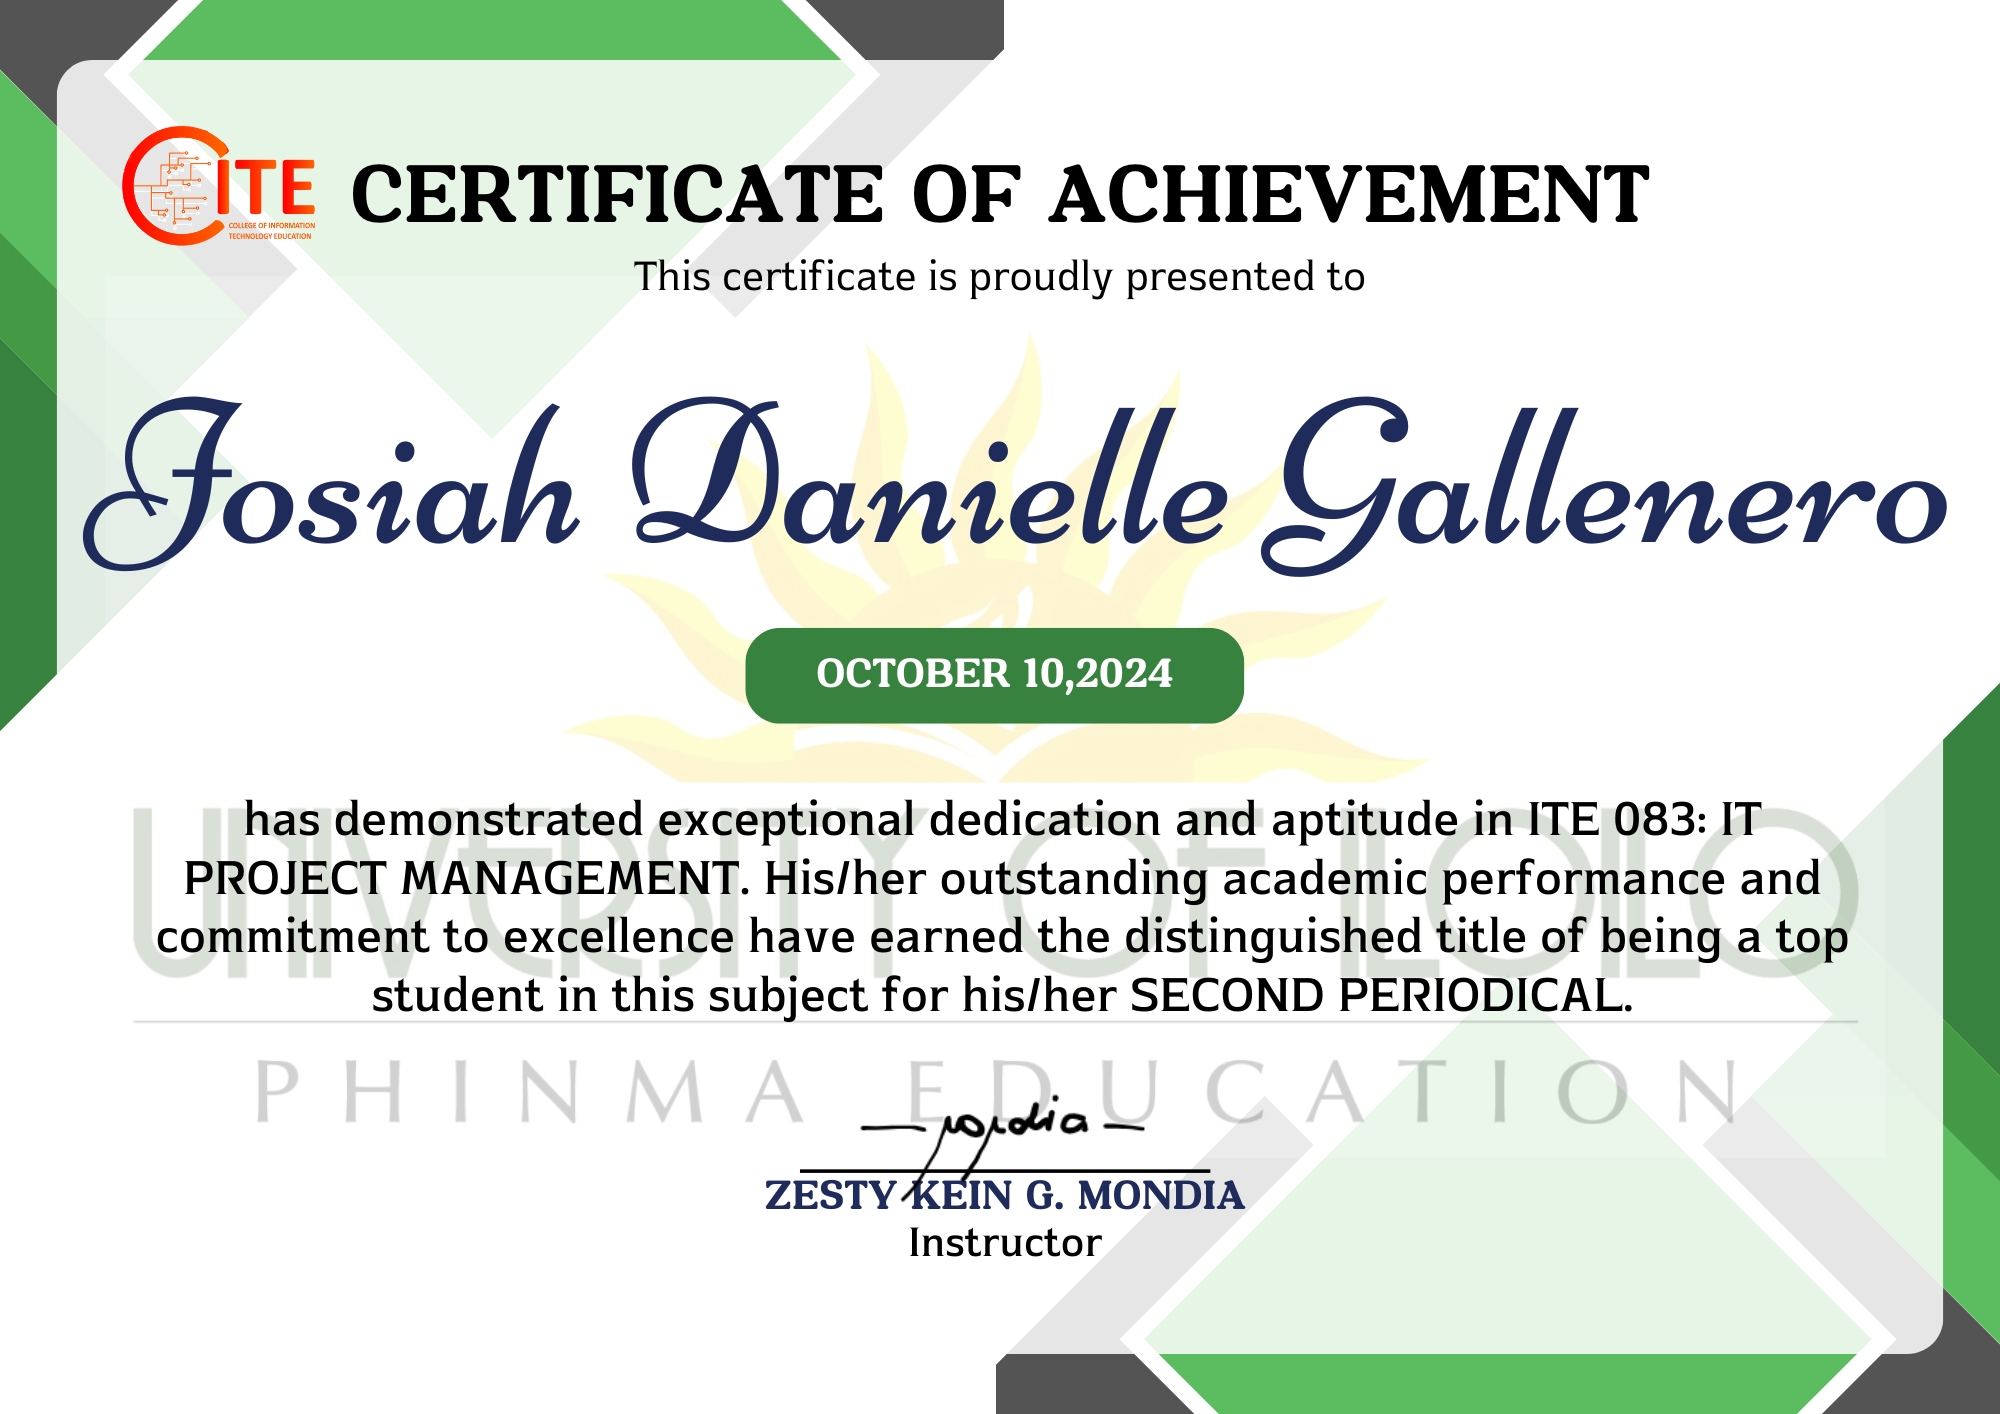 CITE
COLLEGE OF INFORMATION
TECHNOLOGY EDUCATION
CERTIFICATE OF ACHIEVEMENT
This certificate is proudly presented to
Josiah Danielle Gallenero
OCTOBER 10,2024
has demonstrated exceptional dedication and aptitude in ITE 083: IT
PROJECT MANAGEMENT. His/her outstanding academic performance and
commitment to excellence have earned the distinguished title of being a top
student in this subject for his/her SECOND PERIODICAL.
UNIVERSITY OF ILOILO
PHINMA EDUCATION
mondia
ZESTY KEIN G. MONDIA
Instructor